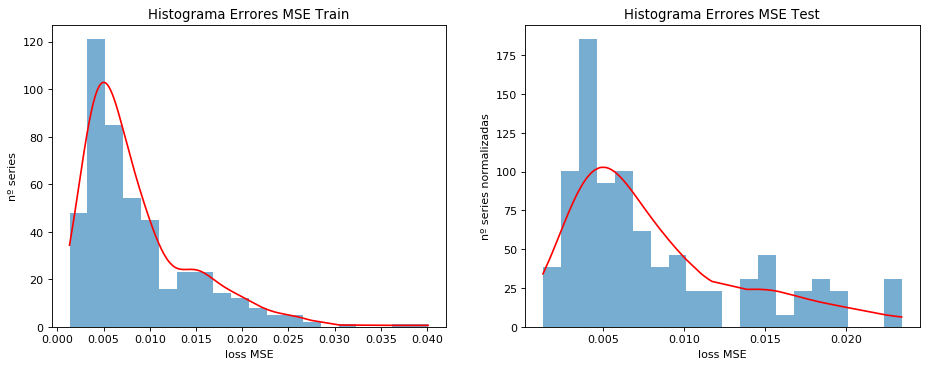 Histograma Errores MSE Train
nº series
120
100
80
60
40
20
0
0.000 0.005 0.010 0.015 0.020 0.025 0.030 0.035 0.040
loss MSE
Histograma Errores MSE Test
nº series normalizadas
175
150
125
100
75
50
25
0
0.005 0.010 0.015 0.020
loss MSE